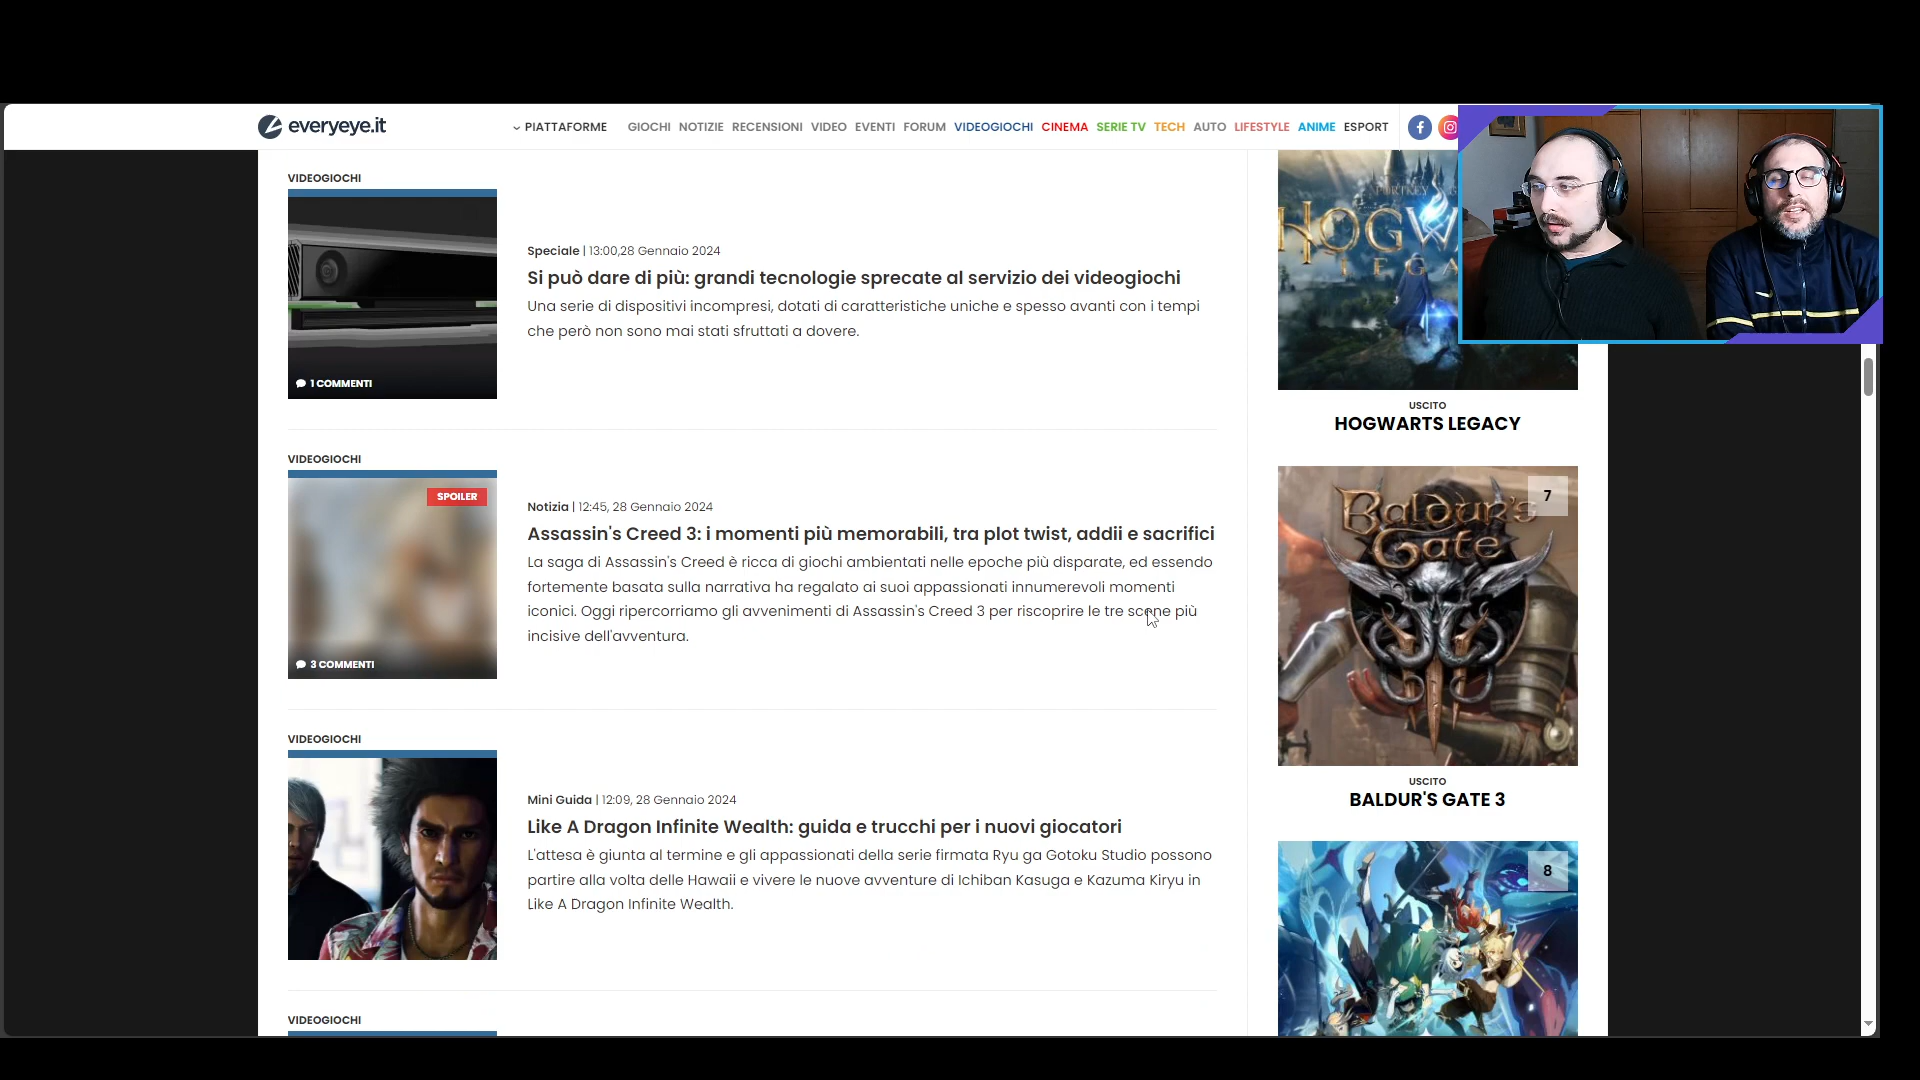 everyeye.it
PIATTAFORME GIOCHI NOTIZIE RECENSIONI VIDEO EVENTI FORUM VIDEOGIOCHI CINEMA SERIE TV TECH AUTO LIFESTYLE ANIME ESPORT
VIDEOGIOCHI
1 COMMENTI
Speciale | 13:00,28 Gennaio 2024
Si può dare di più: grandi tecnologie sprecate al servizio dei videogiochi
Una serie di dispositivi incompresi, dotati di caratteristiche uniche e spesso avanti con i tempi
che però non sono mai stati sfruttati a dovere.
VIDEOGIOCHI
SPOILER
3 COMMENTI
Notizia | 12:45, 28 Gennaio 2024
Assassin's Creed 3: i momenti più memorabili, tra plot twist, addii e sacrifici
La saga di Assassin's Creed è ricca di giochi ambientati nelle epoche più disparate, ed essendo
fortemente basata sulla narrativa ha regalato ai suoi appassionati innumerevoli momenti
iconici. Oggi ripercorriamo gli avvenimenti di Assassin's Creed 3 per riscoprire le tre scene più
incisive dell'avventura.
VIDEOGIOCHI
Mini Guida | 12:09, 28 Gennaio 2024
Like A Dragon Infinite Wealth: guida e trucchi per i nuovi giocatori
L'attesa è giunta al termine e gli appassionati della serie firmata Ryu ga Gotoku Studio possono
partire alla volta delle Hawaii e vivere le nuove avventure di Ichiban Kasuga e Kazuma Kiryu in
Like A Dragon Infinite Wealth.
VIDEOGIOCHI
USCITO
HOGWARTS LEGACY
7
Baldur's
Gate
USCITO
BALDUR'S GATE 3
8